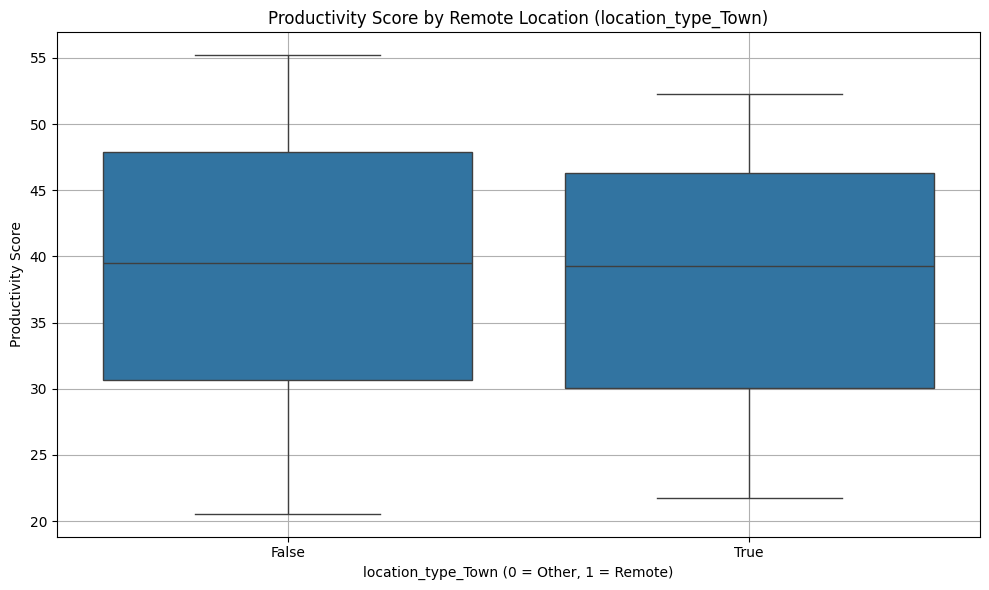 Productivity Score by Remote Location (location_type_Town)
Productivity Score
55
50
45
40
35
30
25
20
False True
location_type_Town (0 = Other, 1 = Remote)